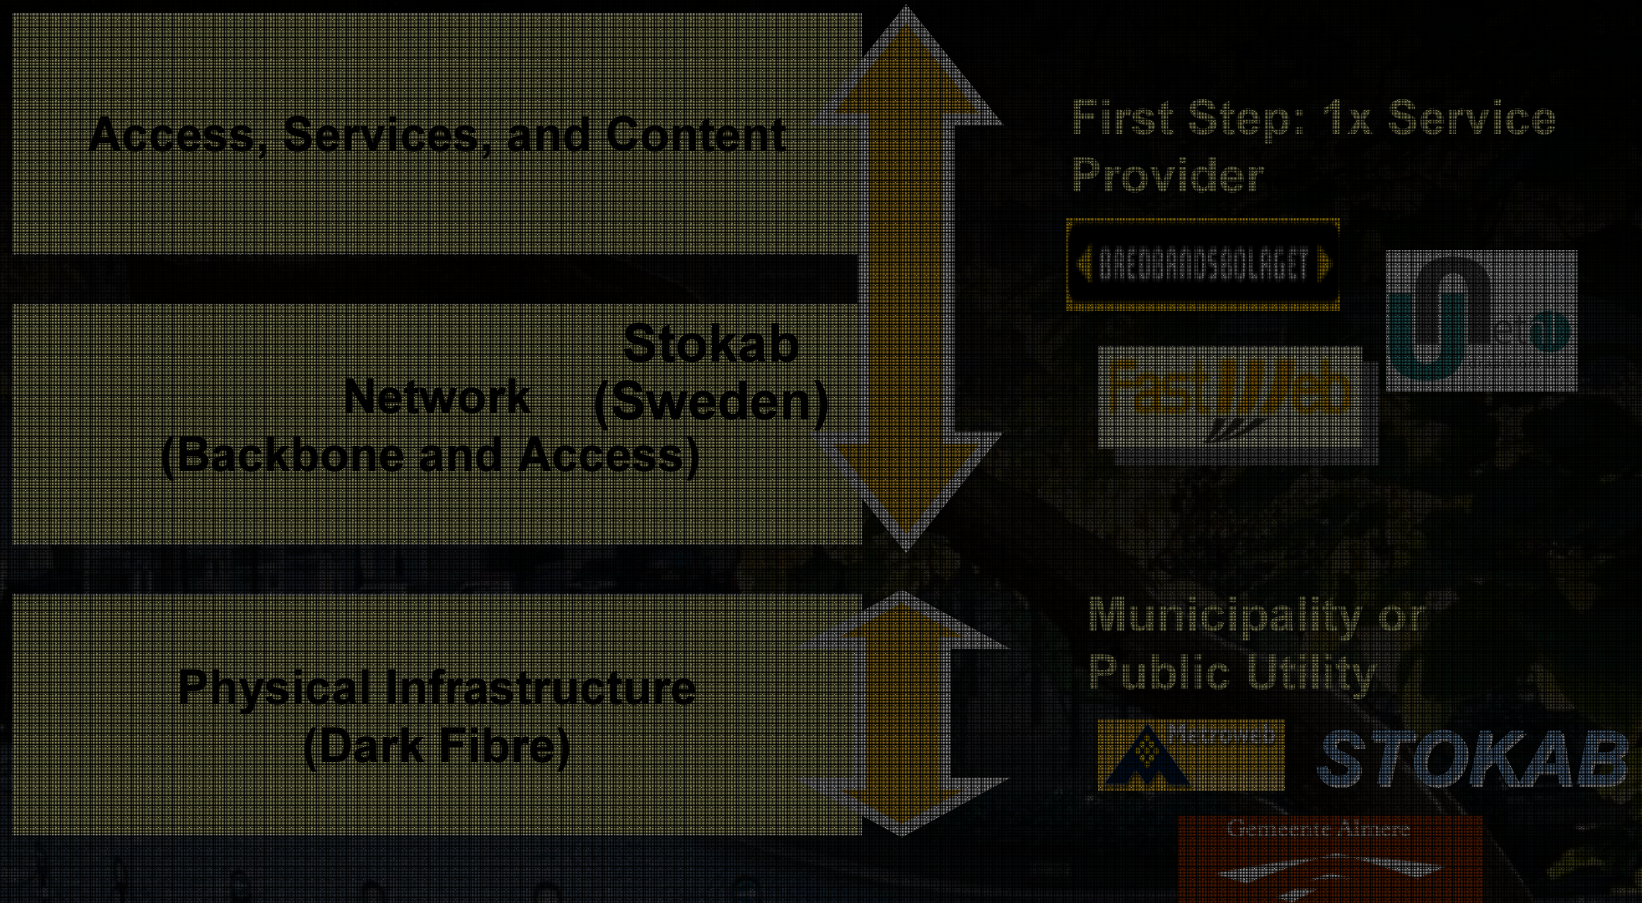 Access, Services, and Content
First Step: 1x Service
Provider
BREDBANDSBOLAGET
Stokab
(Sweden)
Network
(Backbone and Access)
FastWeb
Physical Infrastructure
(Dark Fibre)
Municipality or
Public Utility
Metroweb
STOKAB
Gemeente Almere